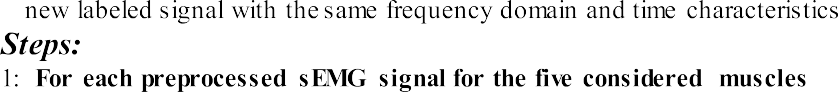 new labeled signal with the same frequency domain and time characteristics
Steps:
1: For each preprocessed sEMG signal for the five considered muscles